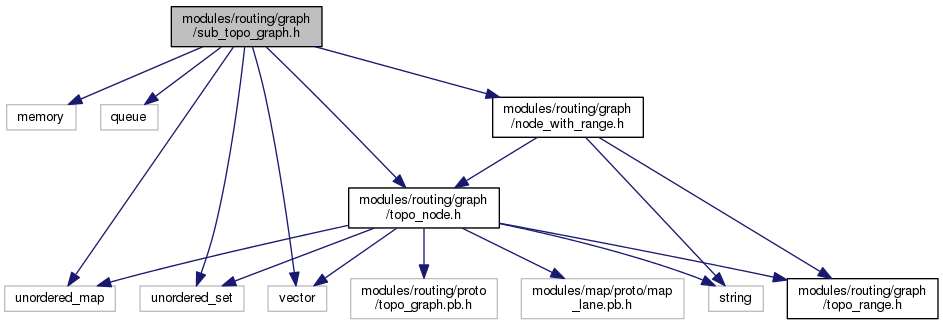 modules/routing/graph
/sub_topo_graph.h
memory
queue
modules/routing/graph
/node_with_range.h
modules/routing/graph
/topo_node.h
unordered_map
unordered_set
vector
modules/routing/proto
/topo_graph.pb.h
modules/map/proto/map
_lane.pb.h
string
modules/routing/graph
/topo_range.h